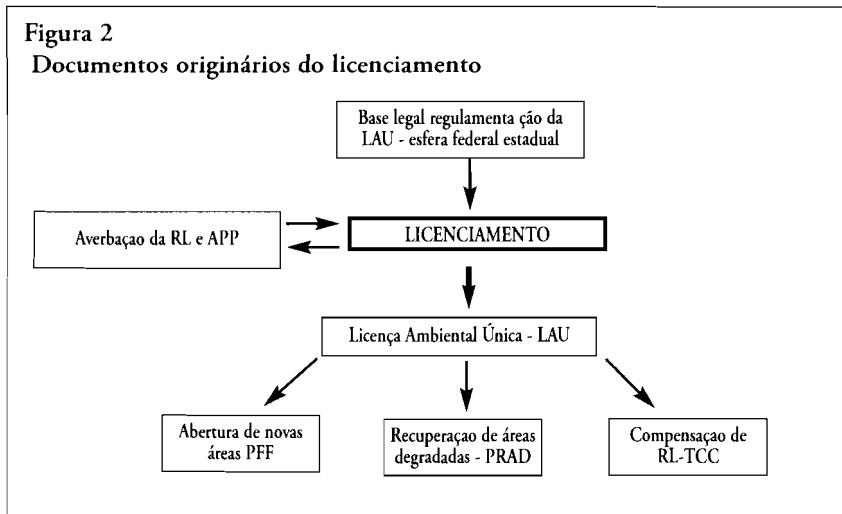 Figura 2
Documentos originários do licenciamento
Base legal regulamenta ção da
LAU - esfera federal estadual
Averbaçao da RL e APP
LICENCIAMENTO
Licença Ambiental Única - LAU
Abertura de novas
áreas PFF
Recuperaçao de áreas
degradadas - PRAD
Compensaçao de
RL-TCC